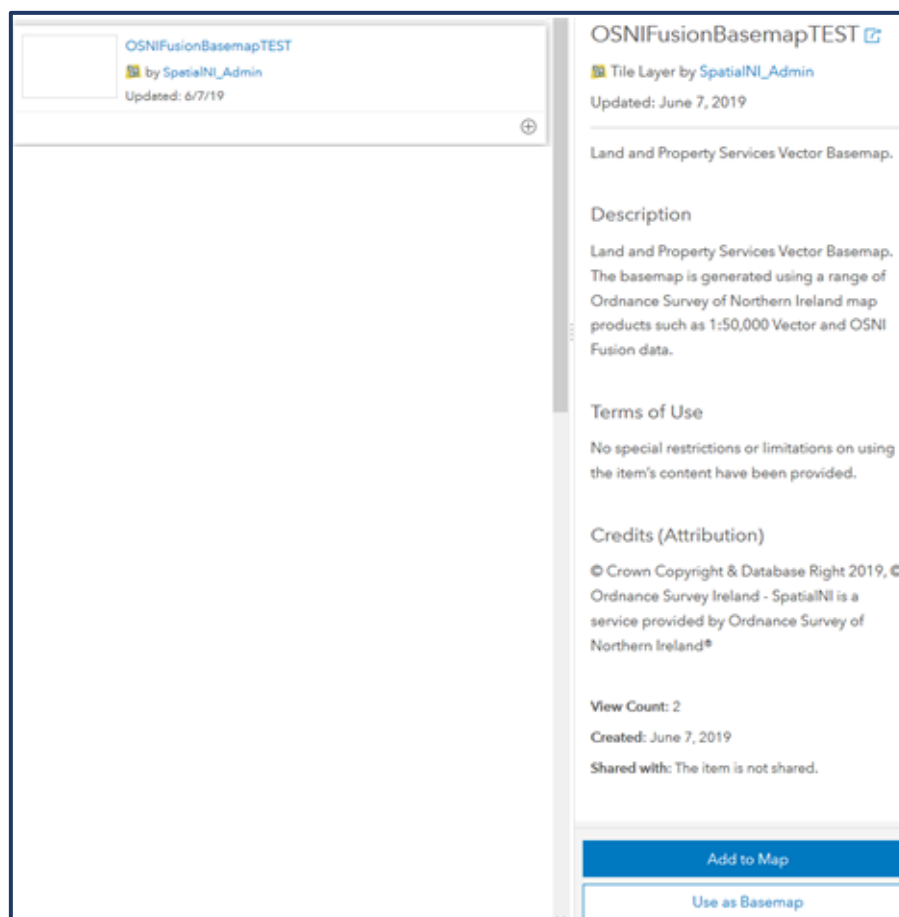 OSNIFusionBasemapTEST
by SpatialNI_Admin
Updated: 6/7/19
OSNIFusionBasemapTEST
Tile Layer by SpatialNI_Admin
Updated: June 7, 2019
Land and Property Services Vector Basemap.
Description
Land and Property Services Vector Basemap.
The basemap is generated using a range of
Ordnance Survey of Northern Ireland map
products such as 1:50,000 Vector and OSNI
Fusion data.
Terms of Use
No special restrictions or limitations on using
the item's content have been provided.
Credits (Attribution)
© Crown Copyright & Database Right 2019, ©
Ordnance Survey Ireland - SpatialNI is a
service provided by Ordnance Survey of
Northern Ireland®
View Count: 2
Created: June 7, 2019
Shared with: The item is not shared.
Add to Map
Use as Basemap